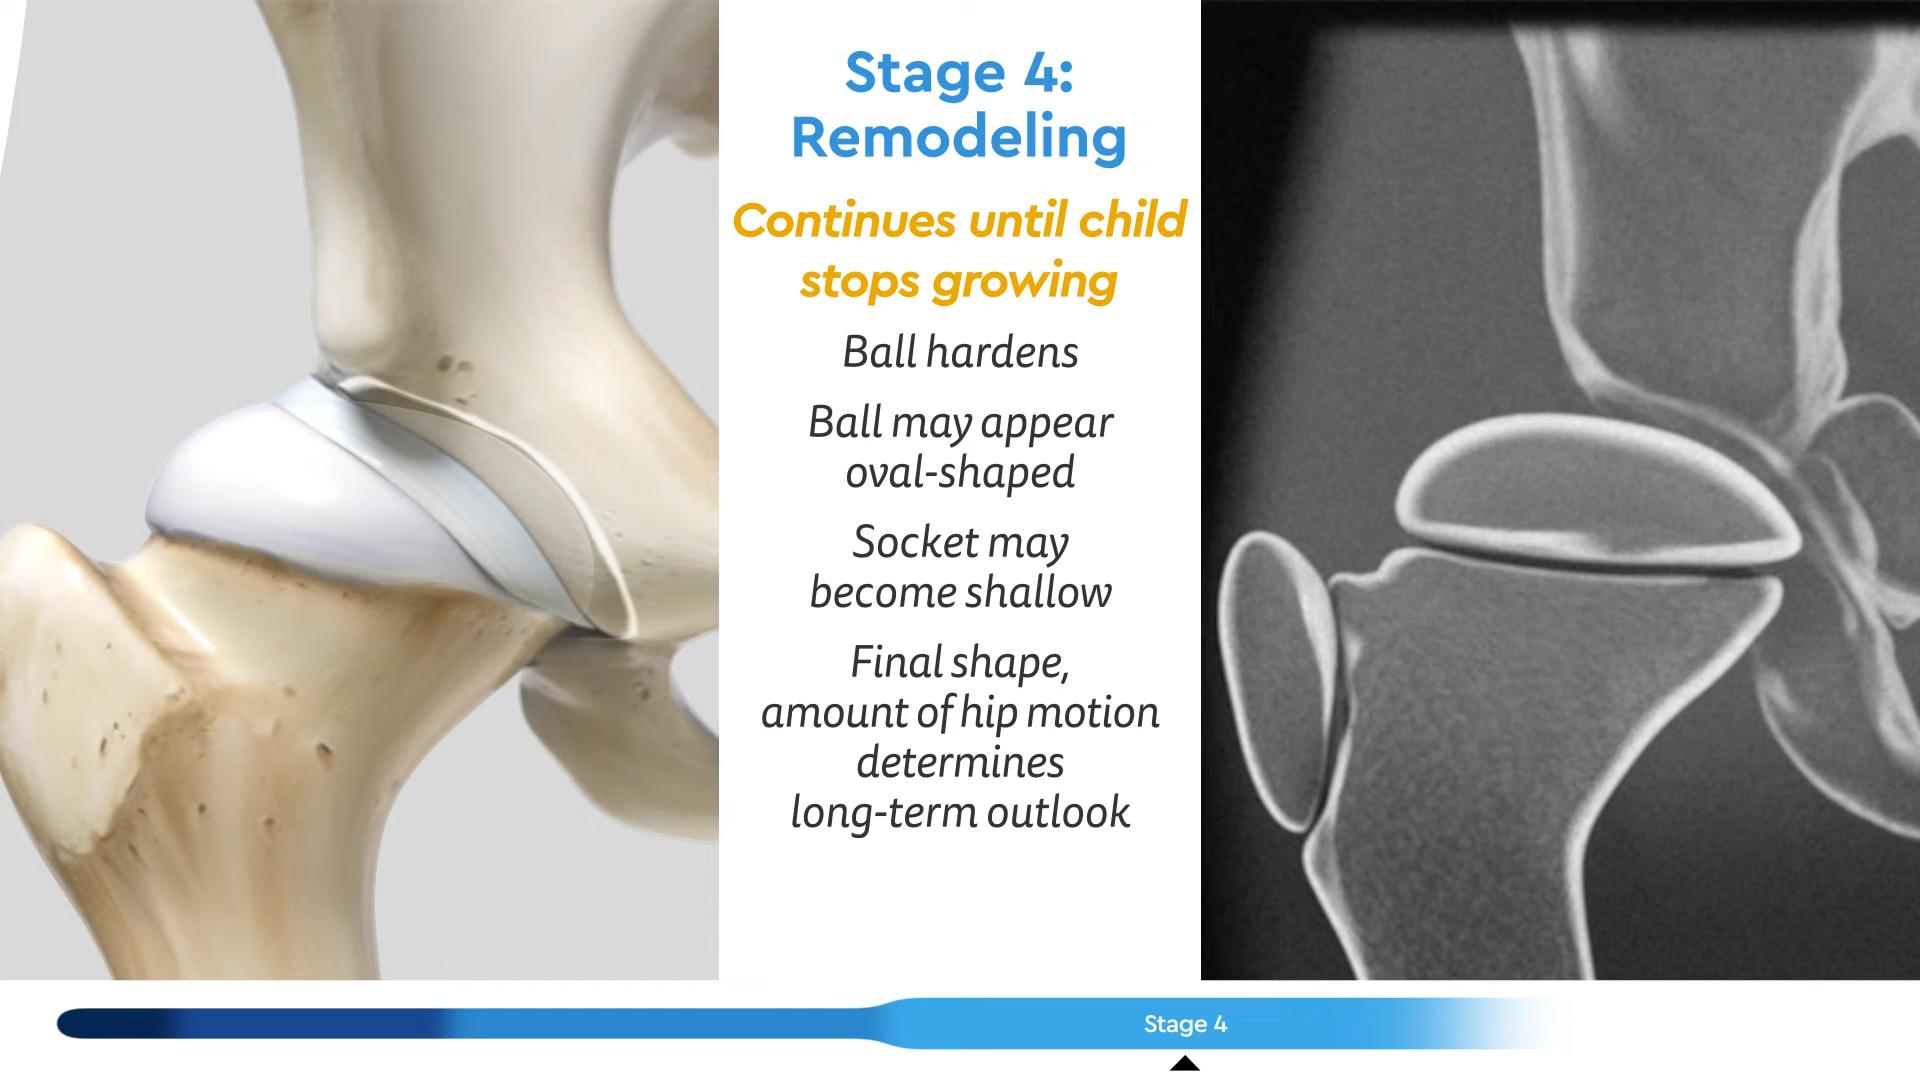 Stage 4:
Remodeling
Continues until child
stops growing
Ball hardens
Ball may appear
oval-shaped
Socket may
become shallow
Final shape,
amount of hip motion
determines
long-term outlook
Stage 4